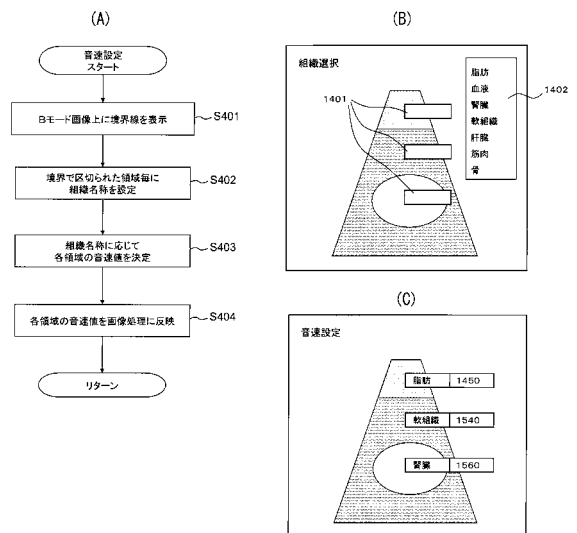 (A)
音速設定
スタート
Bモード画像上に境界線を表示
S401
境界で区切られた領域毎に
組織名称を設定
S402
組織名称に応じて
各領域の音速値を決定
S403
各領域の音速値を画像処理に反映
S404
リターン
(B)
組織選択
1401
脂肪
血液
腎臓
軟組織
肝臓
筋肉
骨
1402
(C)
音速設定
脂肪 1450
軟組織 1540
腎臓 1560